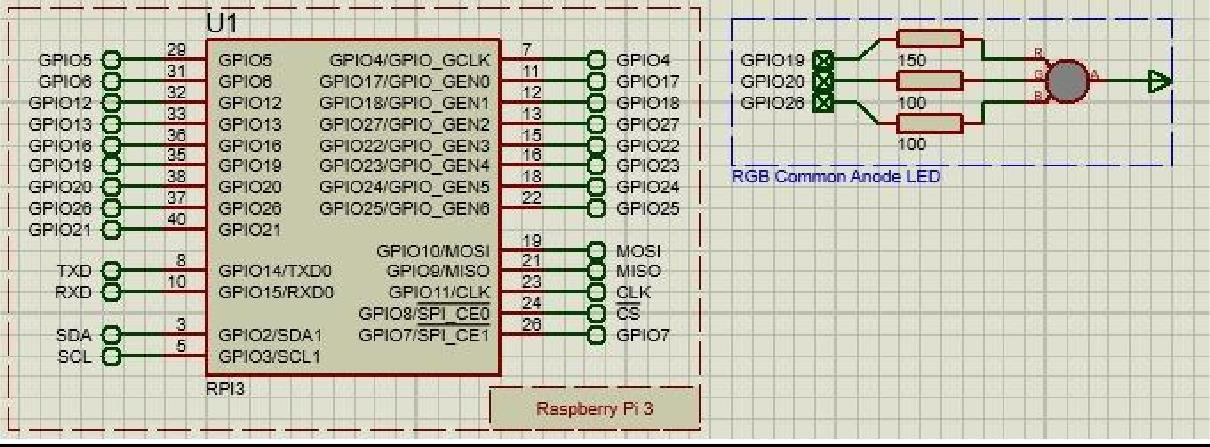 U1
GPIO5 29 GPIO5 GPIO4/GPIO_GCLK 7 GPIO4
GPIO6 31 GPIO6 GPIO17/GPIO_GEN0 11 GPIO17
GPIO12 32 GPIO12 GPIO18/GPIO_GEN1 12 GPIO18
GPIO13 33 GPIO13 GPIO27/GPIO_GEN2 13 GPIO27
GPIO16 36 GPIO16 GPIO22/GPIO_GEN3 15 GPIO22
GPIO19 35 GPIO19 GPIO23/GPIO_GEN4 16 GPIO23
GPIO20 38 GPIO20 GPIO24/GPIO_GEN5 18 GPIO24
GPIO26 37 GPIO26 GPIO25/GPIO_GEN6 22 GPIO25
GPIO21 40 GPIO21
GPIO10/MOSI 19 MOSI
TXD 8 GPIO14/TXD0 GPIO9/MISO 21 MISO
RXD 10 GPIO15/RXD0 GPIO11/CLK 23 CLK
GPIO8/SPI_CE0 24 CS
SDA 3 GPIO2/SDA1 GPIO7/SPI_CE1 26 GPIO7
SCL 5 GPIO3/SCL1
RPI3
Raspberry Pi 3
GPIO19 150 R
GPIO20 100 G A
GPIO26 100 B
RGB Common Anode LED